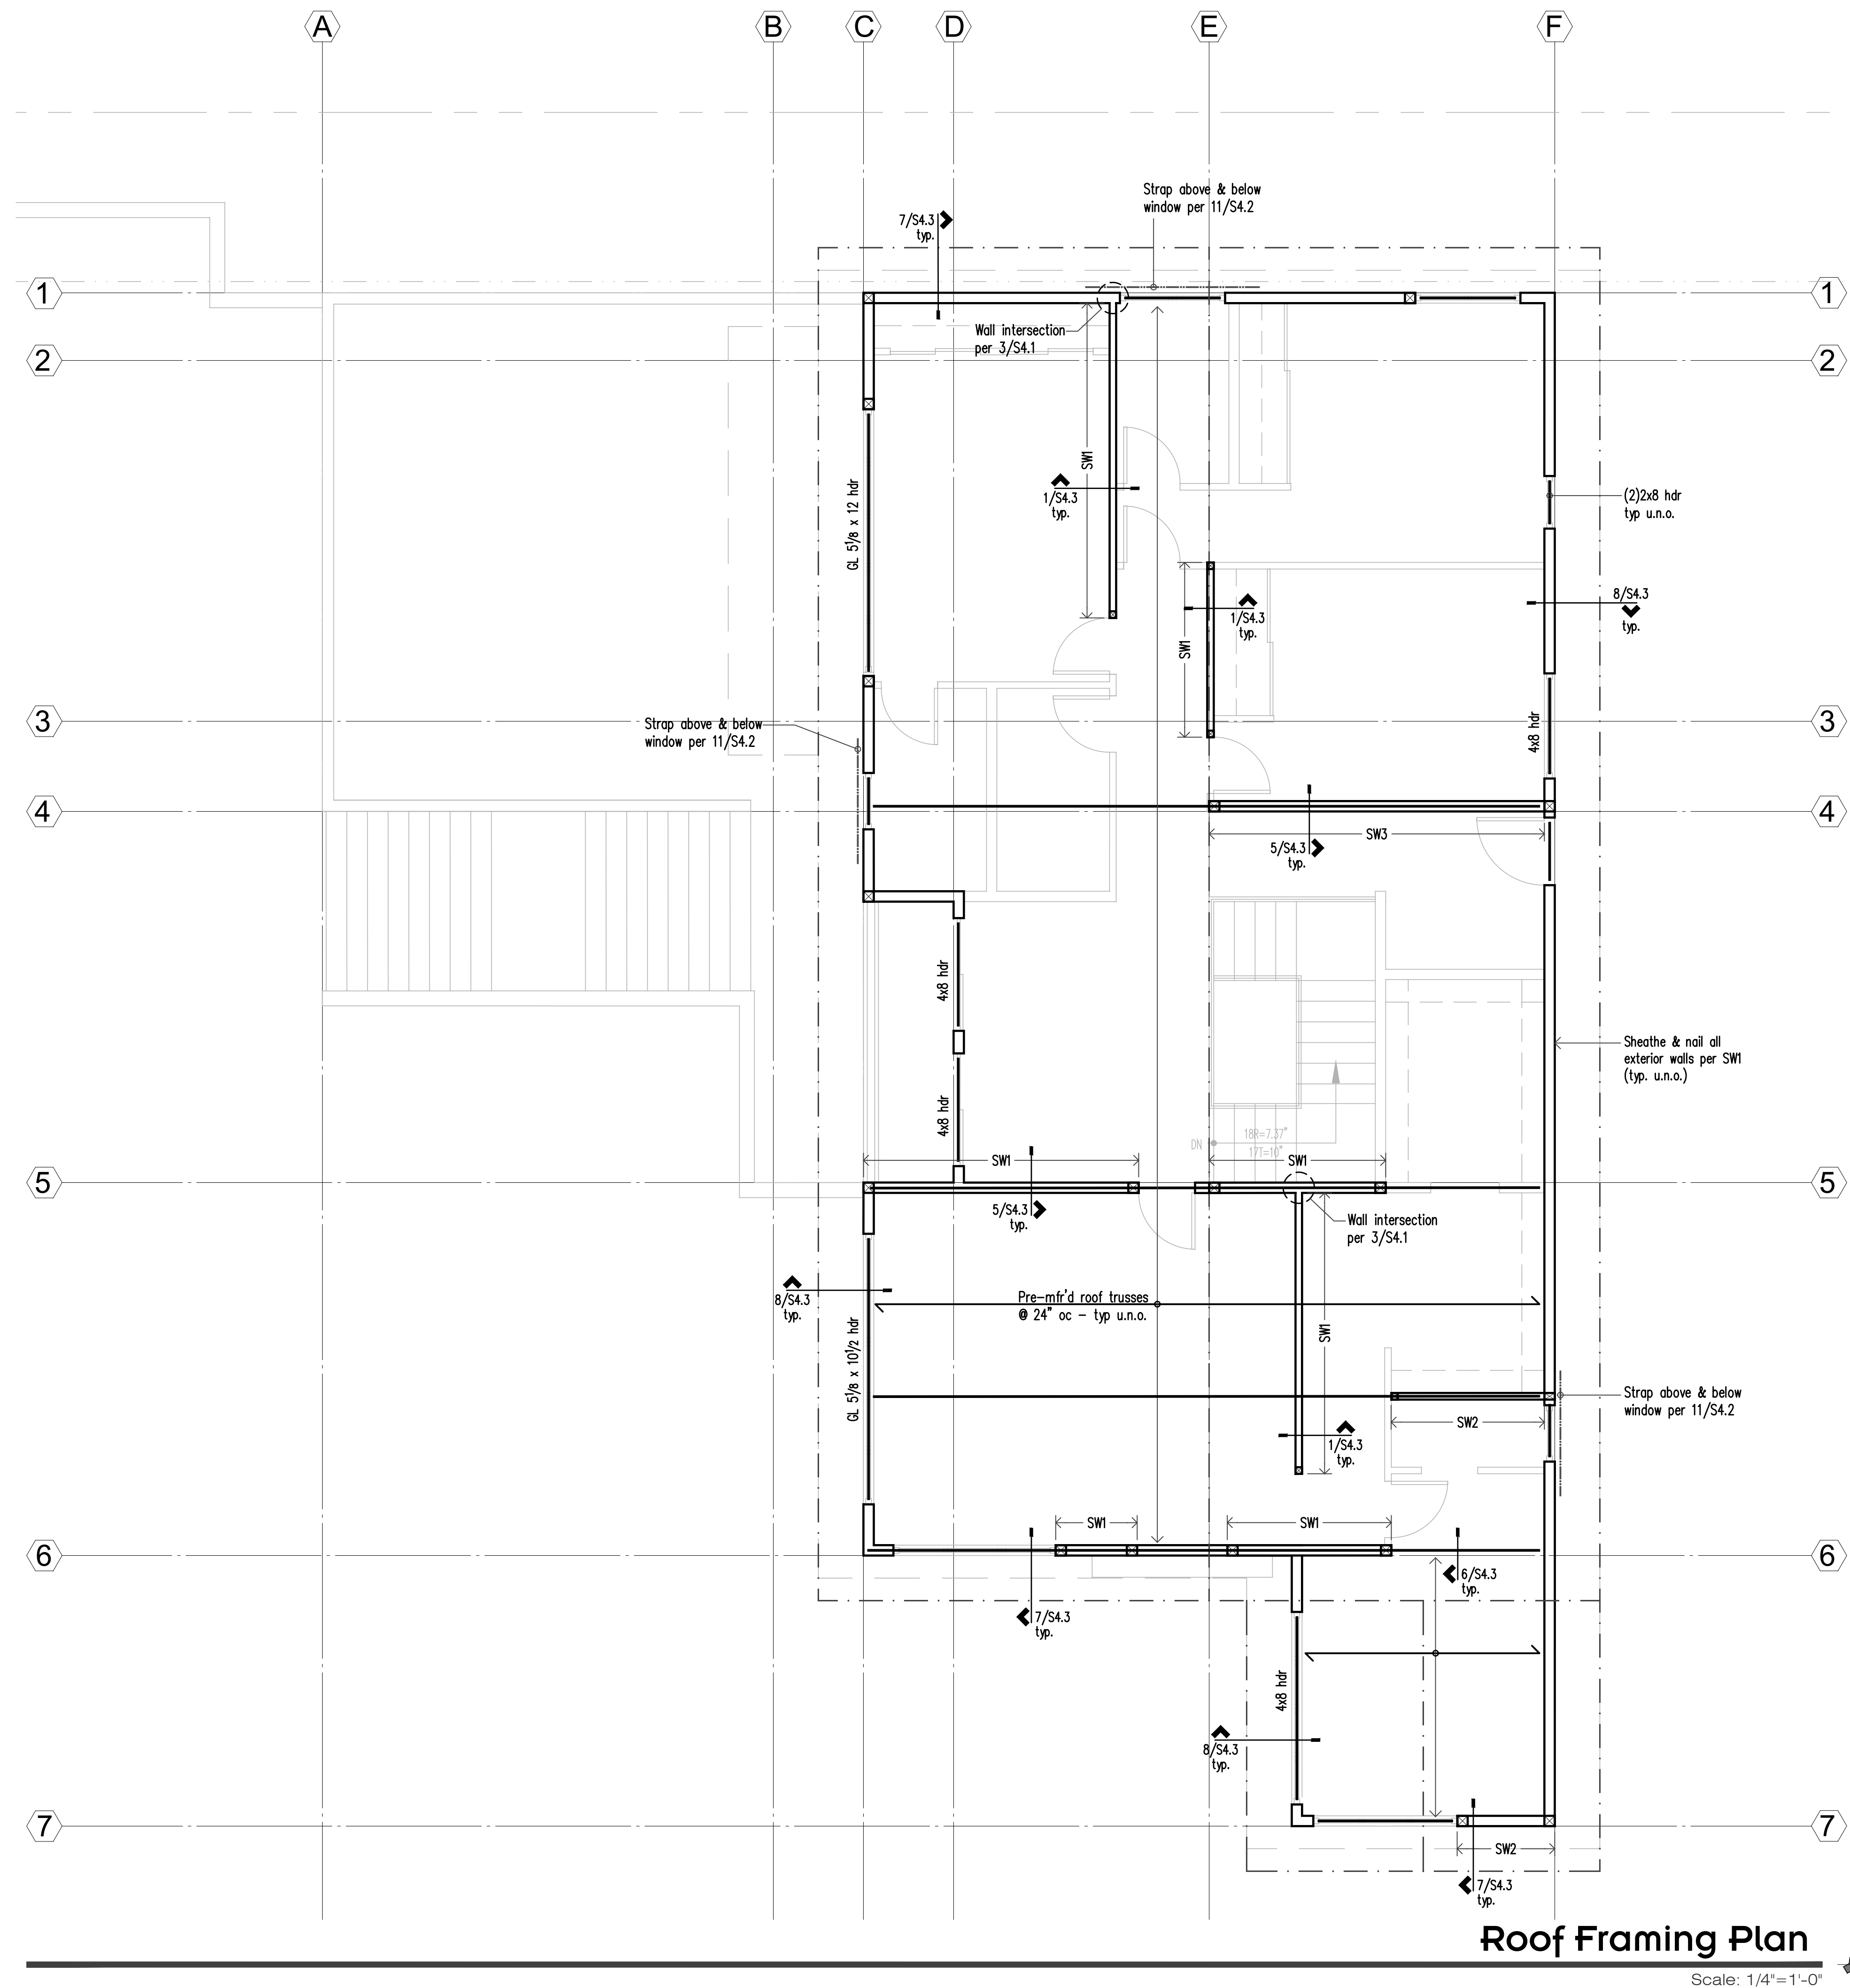 A
B
C
D
E
F
Strap above & below
window per 11/S4.2
7/S4.3
typ.
1
1
Wall intersection
per 3/S4.1
2
2
SW1
GL 5⅛ x 12 hdr
1/S4.3
typ.
(2)2x8 hdr
typ u.n.o.
8/S4.3
typ.
1/S4.3
typ.
SW1
3
3
Strap above & below
window per 11/S4.2
4x8 hdr
4
4
SW3
5/S4.3
typ.
4x8 hdr
Sheathe & nail all
exterior walls per SW1
(typ. u.n.o.)
4x8 hdr
DN
18R=7.37"
17T=10"
SW1
SW1
5
5
5/S4.3
typ.
Wall intersection
per 3/S4.1
8/S4.3
typ.
Pre-mfr'd roof trusses
@ 24" oc - typ u.n.o.
SW1
GL 5⅛ x 10½ hdr
Strap above & below
window per 11/S4.2
SW2
1/S4.3
typ.
SW1
SW1
6
6
6/S4.3
typ.
7/S4.3
typ.
4x8 hdr
8/S4.3
typ.
7
7
SW2
7/S4.3
typ.
Roof Framing Plan
Scale: 1/4"=1'-0"